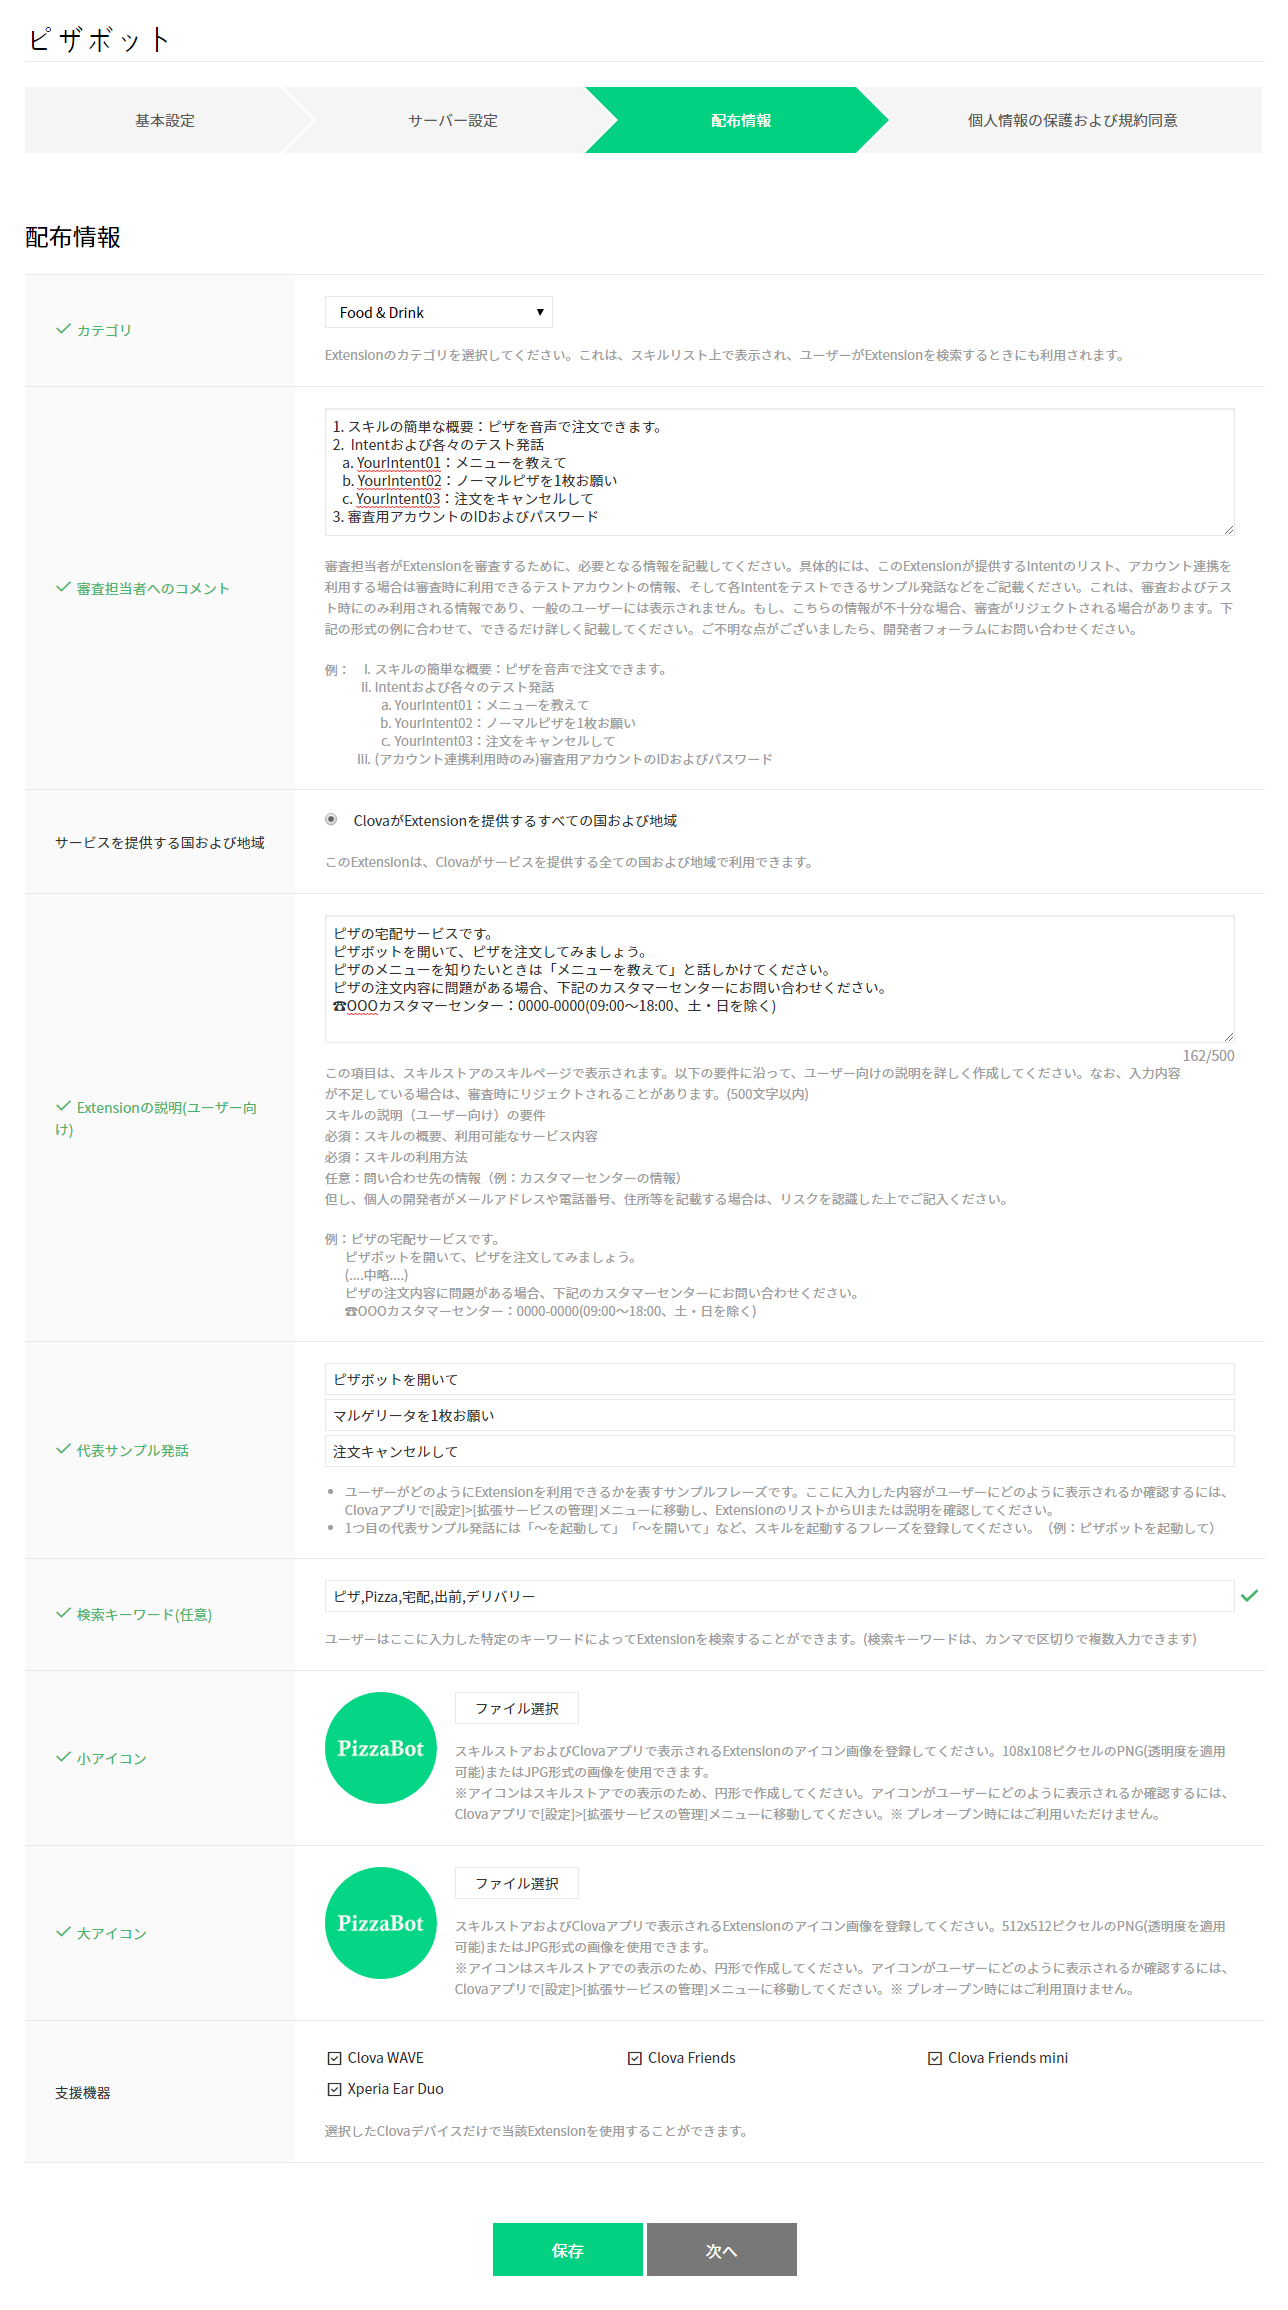 ピザボット
基本設定
サーバー設定
配布情報
個人情報の保護および規約同意
配布情報
カテゴリ
Food & Drink
Extensionのカテゴリを選択してください。これは、スキルリスト上で表示され、ユーザーがExtensionを検索するときにも利用されます。
審査担当者へのコメント
1. スキルの簡単な概要：ピザを音声で注文できます。
2. Intentおよび各々のテスト発話
a. YourIntent01：メニューを教えて
b. YourIntent02：ノーマルピザを1枚お願い
c. YourIntent03：注文をキャンセルして
3. 審査用アカウントのIDおよびパスワード
審査担当者がExtensionを審査するために、必要となる情報を記載してください。具体的には、このExtensionが提供するIntentのリスト、アカウント連携を
利用する場合は審査時に利用できるテストアカウントの情報、そして各Intentをテストできるサンプル発話などをご記載ください。これは、審査およびテス
ト時にのみ利用される情報であり、一般のユーザーには表示されません。もし、こちらの情報が不十分な場合、審査がリジェクトされる場合があります。下
記の形式の例に合わせて、できるだけ詳しく記載してください。ご不明な点がございましたら、開発者フォーラムにお問い合わせください。
例： i. スキルの簡単な概要：ピザを音声で注文できます。
ii. Intentおよび各々のテスト発話
a. YourIntent01：メニューを教えて
b. YourIntent02：ノーマルピザを1枚お願い
c. YourIntent03：注文をキャンセルして
iii. (アカウント連携利用時のみ)審査用アカウントのIDおよびパスワード
サービスを提供する国および地域
ClovaがExtensionを提供するすべての国および地域
このExtensionは、Clovaがサービスを提供する全ての国および地域で利用できます。
Extensionの説明(ユーザー向
け)
ピザの宅配サービスです。
ピザボットを開いて、ピザを注文してみましょう。
ピザのメニューを知りたいときは「メニューを教えて」と話しかけてください。
ピザの注文内容に問題がある場合、下記のカスタマーセンターにお問い合わせください。
☎OOOカスタマーセンター：0000-0000(09:00～18:00、土・日を除く)
162/500
この項目は、スキルストアのスキルページで表示されます。以下の要件に沿って、ユーザー向けの説明を詳しく作成してください。なお、入力内容
が不足している場合は、審査時にリジェクトされることがあります。(500文字以内)
スキルの説明（ユーザー向け）の要件
必須：スキルの概要、利用可能なサービス内容
必須：スキルの利用方法
任意：問い合わせ先の情報（例：カスタマーセンターの情報）
但し、個人の開発者がメールアドレスや電話番号、住所等を記載する場合は、リスクを認識した上でご記入ください。
例：ピザの宅配サービスです。
ピザボットを開いて、ピザを注文してみましょう。
(....中略....)
ピザの注文内容に問題がある場合、下記のカスタマーセンターにお問い合わせください。
☎OOOカスタマーセンター：0000-0000(09:00～18:00、土・日を除く)
代表サンプル発話
ピザボットを開いて
マルゲリータを1枚お願い
注文キャンセルして
• ユーザーがどのようにExtensionを利用できるかを表すサンプルフレーズです。ここに入力した内容がユーザーにどのように表示されるか確認するには、
Clovaアプリで[設定]>[拡張サービスの管理]メニューに移動し、ExtensionのリストからUIまたは説明を確認してください。
• 1つ目の代表サンプル発話には「～を起動して」「～を開いて」など、スキルを起動するフレーズを登録してください。（例：ピザボットを起動して）
検索キーワード(任意)
ピザ,Pizza,宅配,出前,デリバリー
ユーザーはここに入力した特定のキーワードによってExtensionを検索することができます。(検索キーワードは、カンマで区切りで複数入力できます)
小アイコン
PizzaBot
ファイル選択
スキルストアおよびClovaアプリで表示されるExtensionのアイコン画像を登録してください。108x108ピクセルのPNG(透明度を適用
可能)またはJPG形式の画像を使用できます。
※アイコンはスキルストアでの表示のため、円形で作成してください。アイコンがユーザーにどのように表示されるか確認するには、
Clovaアプリで[設定]>[拡張サービスの管理]メニューに移動してください。※ プレオープン時にはご利用いただけません。
大アイコン
PizzaBot
ファイル選択
スキルストアおよびClovaアプリで表示されるExtensionのアイコン画像を登録してください。512x512ピクセルのPNG(透明度を適用
可能)またはJPG形式の画像を使用できます。
※アイコンはスキルストアでの表示のため、円形で作成してください。アイコンがユーザーにどのように表示されるか確認するには、
Clovaアプリで[設定]>[拡張サービスの管理]メニューに移動してください。※ プレオープン時にはご利用頂けません。
支援機器
Clova WAVE
Clova Friends
Clova Friends mini
Xperia Ear Duo
選択したClovaデバイスだけで当該Extensionを使用することができます。
保存
次へ